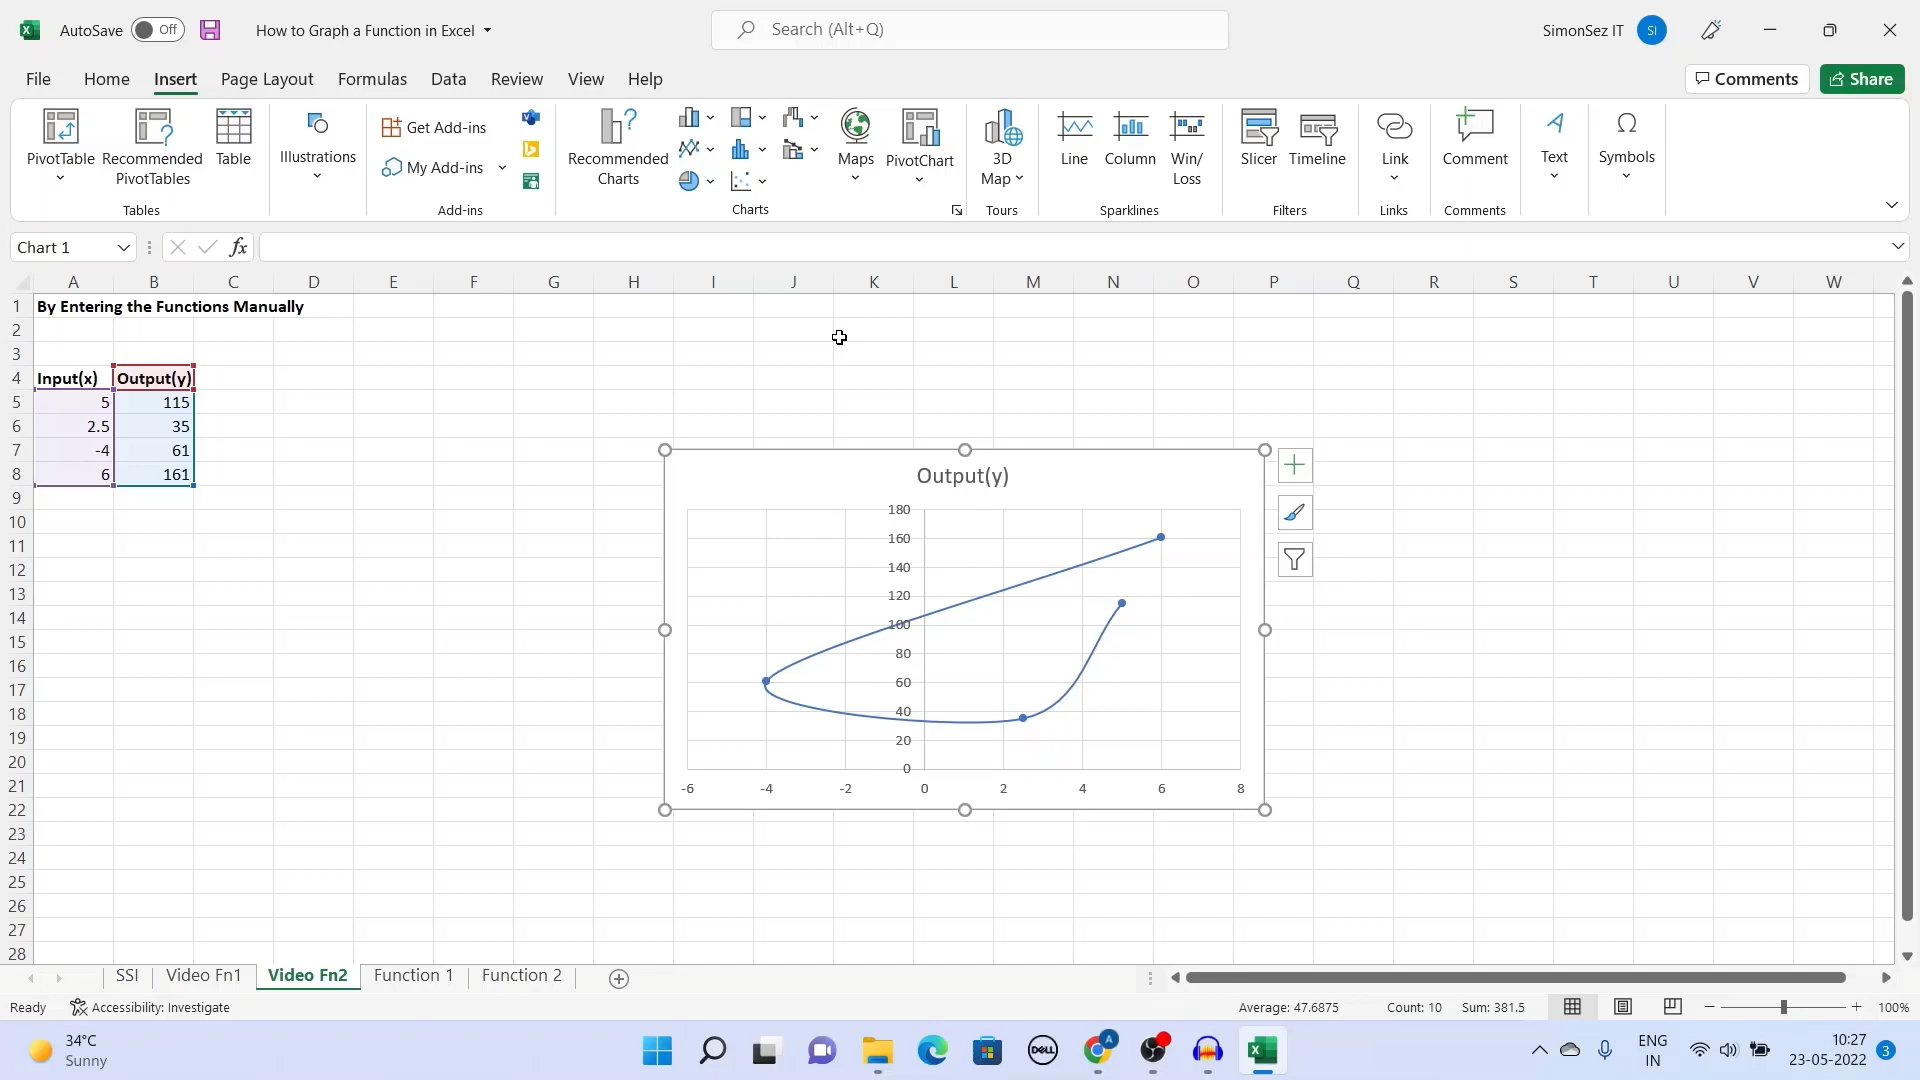 AutoSave Off How to Graph a Function in Excel Search (Alt+Q) SimonSez IT SI
File Home Insert Page Layout Formulas Data Review View Help Comments Share
PivotTable Recommended PivotTables Table Illustrations Get Add-ins My Add-ins Recommended Charts Maps PivotChart 3D Map Line Column Win/Loss Slicer Timeline Link Comment Text Symbols
Tables Add-ins Charts Tours Sparklines Filters Links Comments
Chart 1 fx
A B C D E F G H I J K L M N O P Q R S T U V W
1 By Entering the Functions Manually
2
3
4 Input(x) Output(y)
5 5 115
6 2.5 35
7 -4 61
8 6 161
9
10
11
12
13
14
15
16
17
18
19
20
21
22
23
24
25
26
27
28
Output(y)
180
160
140
120
100
80
60
40
20
0
-6 -4 -2 0 2 4 6 8
SSI Video Fn1 Video Fn2 Function 1 Function 2
Ready Accessibility: Investigate Average: 47.6875 Count: 10 Sum: 381.5 100%
34°C
Sunny
DELL
A
ENG
IN
10:27
23-05-2022
3